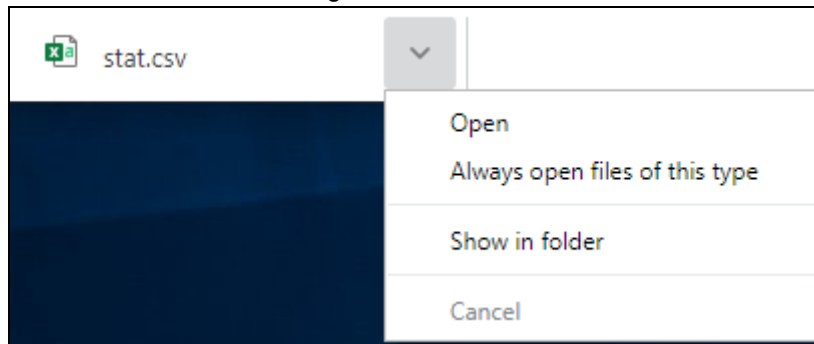 stat.csv
Open
Always open files of this type
Show in folder
Cancel